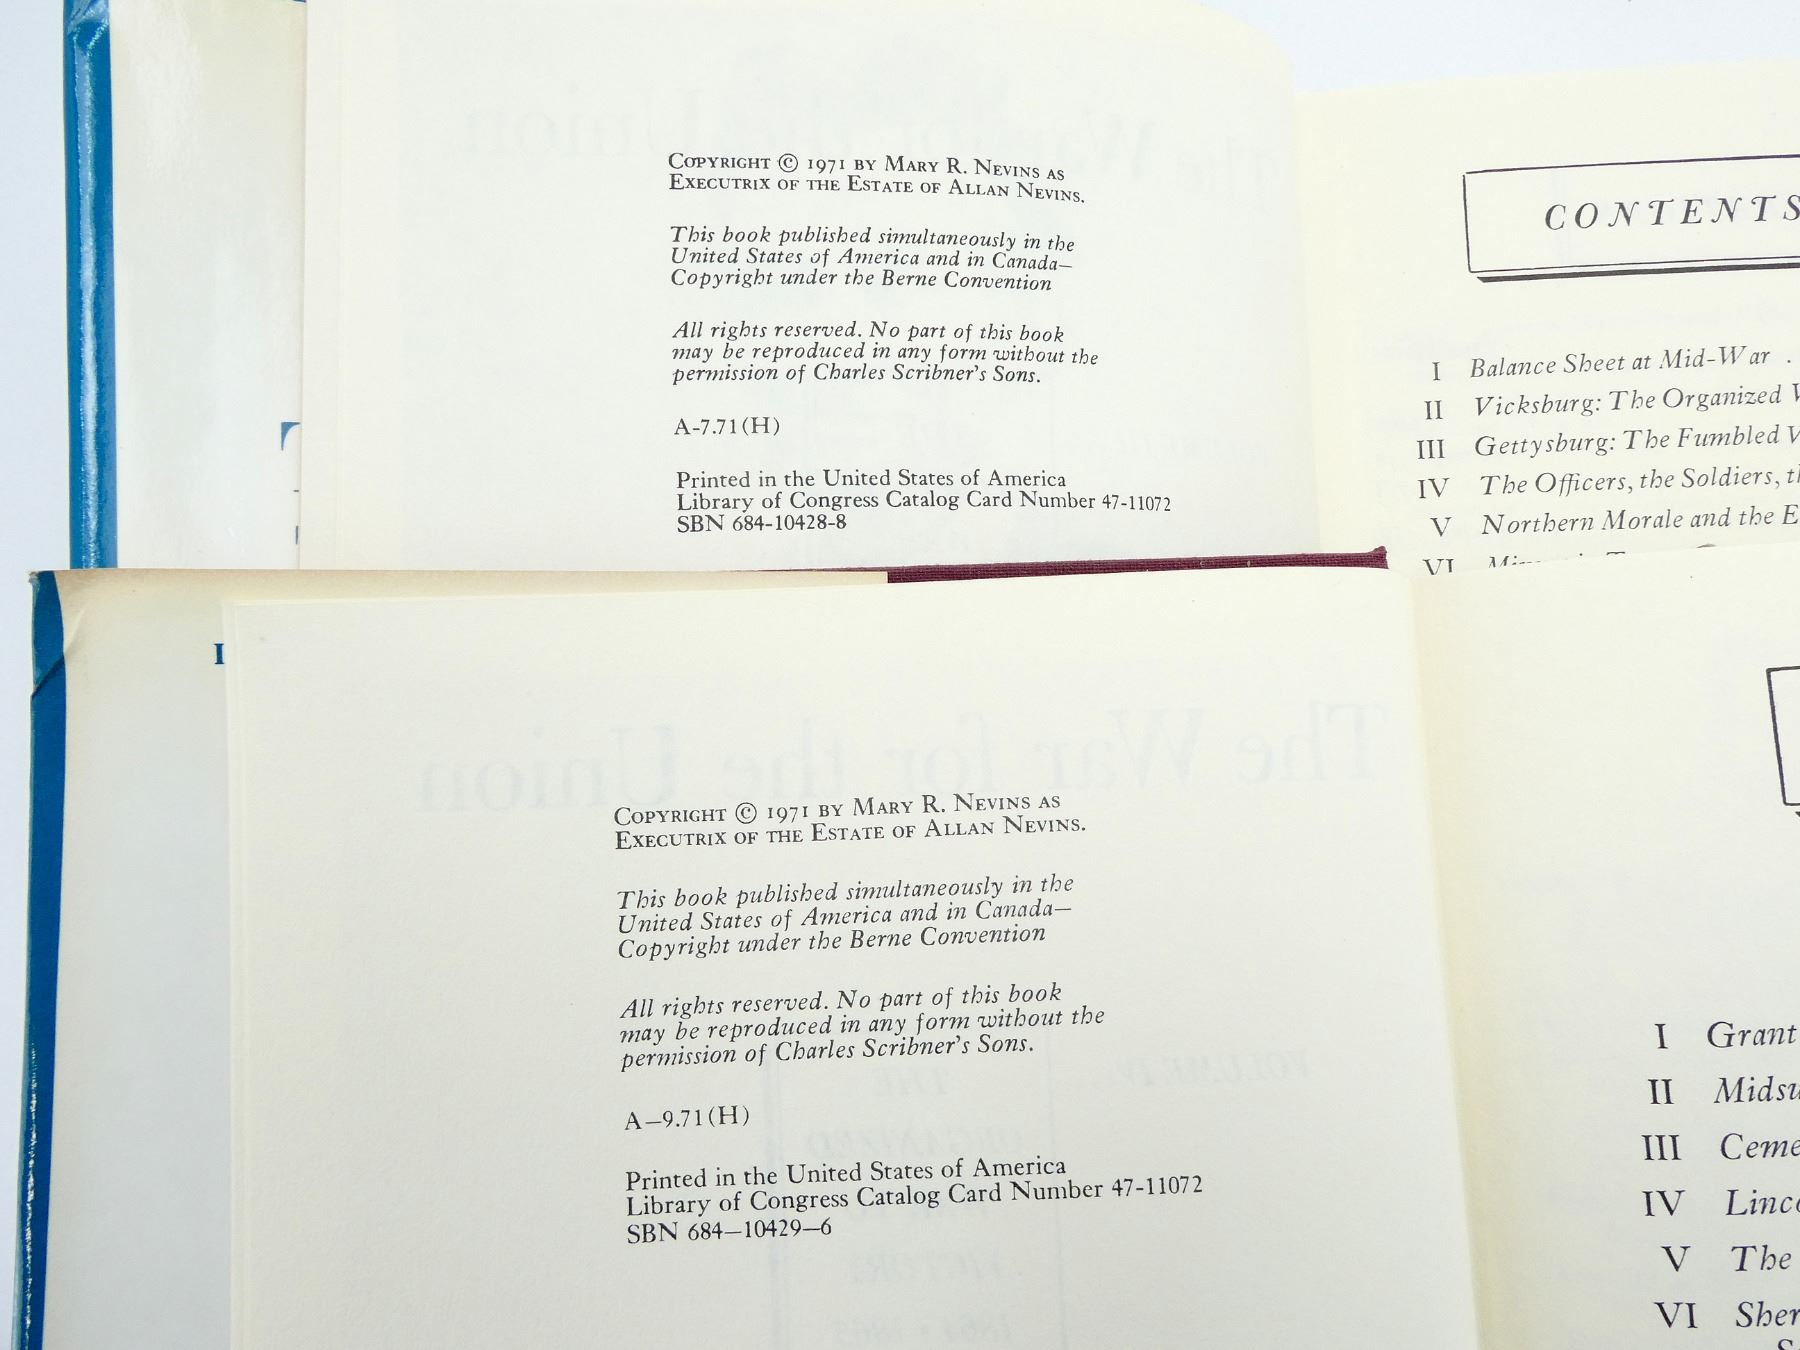 COPYRIGHT © 1971 BY MARY R. NEVINS AS
EXECUTRIX OF THE ESTATE OF ALLAN NEVINS.
This book published simultaneously in the
United States of America and in Canada—
Copyright under the Berne Convention
All rights reserved. No part of this book
may be reproduced in any form without the
permission of Charles Scribner's Sons.
A-7.71(H)
Printed in the United States of America
Library of Congress Catalog Card Number 47-11072
SBN 684-10428-8
CONTENTS
I Balance Sheet at Mid-War .
II Vicksburg: The Organized
III Gettysburg: The Fumbled
IV The Officers, the Soldiers,
V Northern Morale and the
VI
I
The War for the Union
COPYRIGHT © 1971 BY MARY R. NEVINS AS
EXECUTRIX OF THE ESTATE OF ALLAN NEVINS.
This book published simultaneously in the
United States of America and in Canada—
Copyright under the Berne Convention
All rights reserved. No part of this book
may be reproduced in any form without the
permission of Charles Scribner's Sons.
A—9.71(H)
Printed in the United States of America
Library of Congress Catalog Card Number 47-11072
SBN 684—10429—6
I Grant
II
III
IV
V The
VI